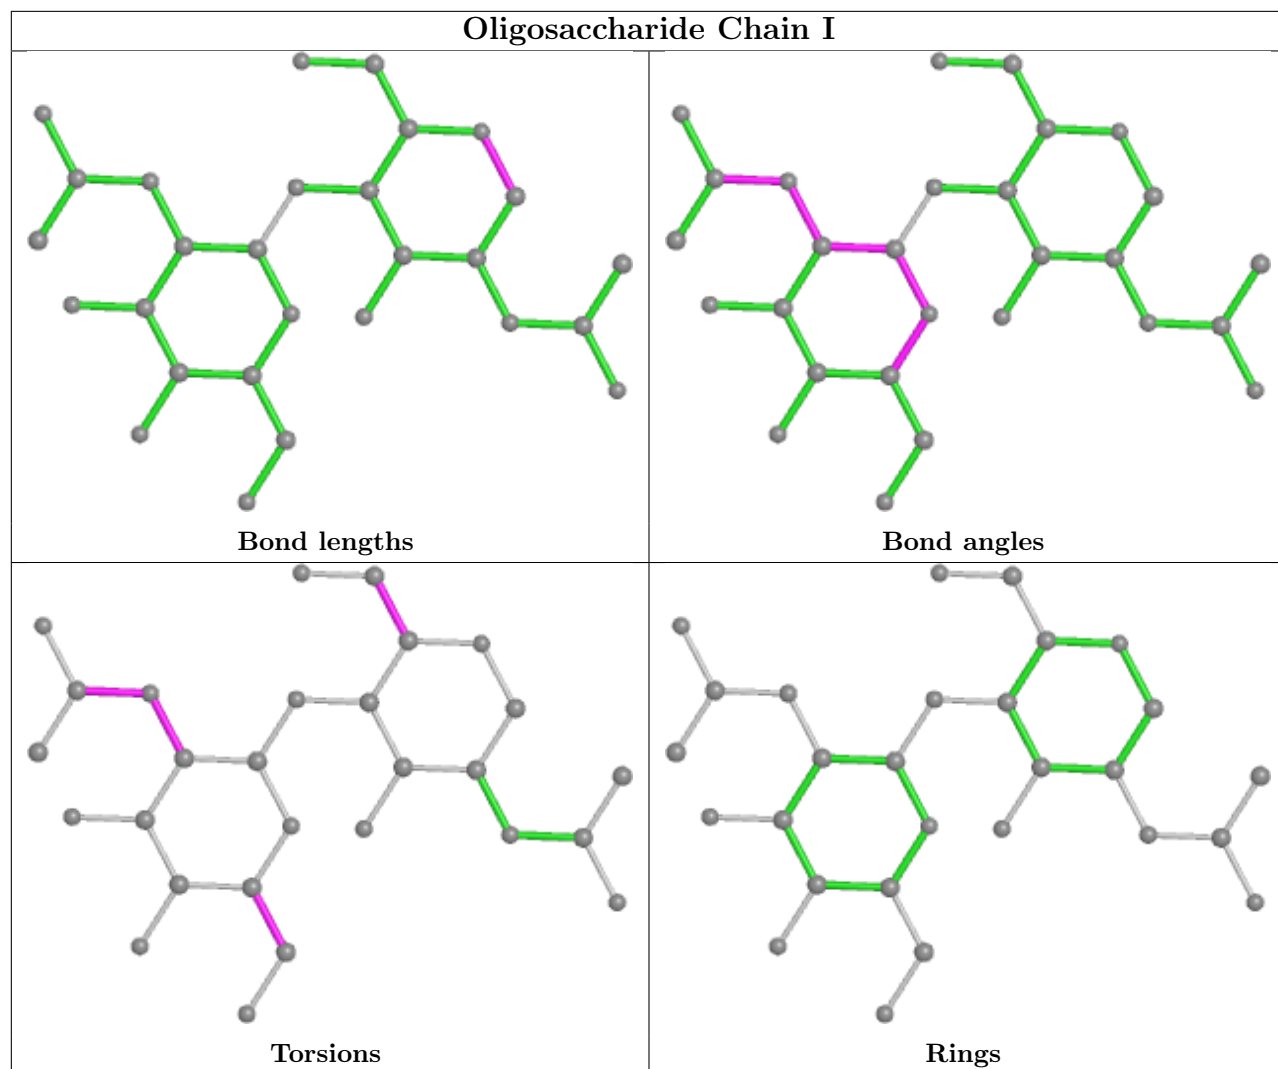 Oligosaccharide Chain I
Bond lengths
Bond angles
Torsions
Rings